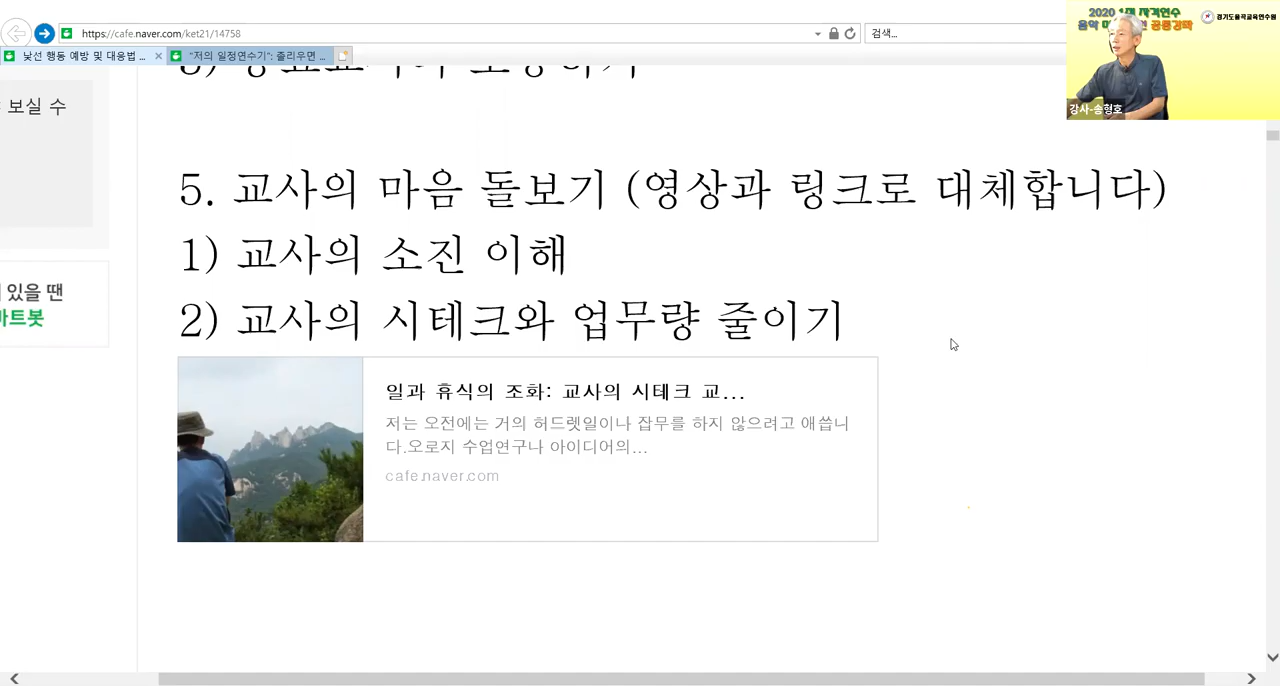 https://cafe.naver.com/ket21/14758
검색...
낯선 행동 예방 및 대응법 ...
"저의 일정연수기": 졸리우면 ...
2020 1정 자격연수
경기도율곡교육연수원
강사-송형호
보실 수
있을 땐
5. 교사의 마음 돌보기 (영상과 링크로 대체합니다)
1) 교사의 소진 이해
2) 교사의 시테크와 업무량 줄이기
일과 휴식의 조화: 교사의 시테크 교...
저는 오전에는 거의 허드렛일이나 잡무를 하지 않으려고 애씁니
다.오로지 수업연구나 아이디어의...
cafe.naver.com